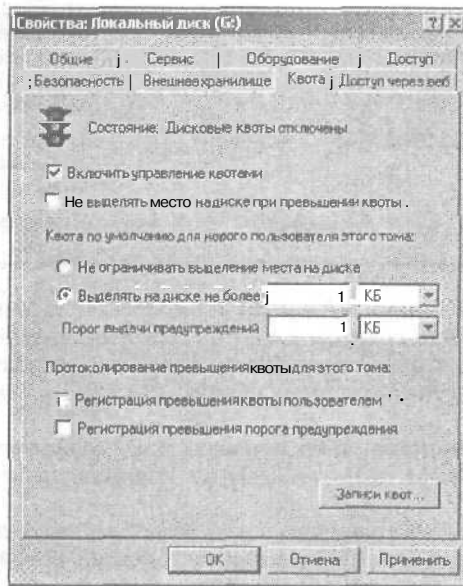 Свойства: Локальный диск (G:)
Общие Сервис Оборудование Доступ
Безопасность Внешнее хранилище Квота Доступ через веб
Состояние: Дисковые квоты отключены
Включить управление квотами
Не выделять место на диске при превышении квоты .
Квота по умолчанию для нового пользователя этого тома:
Не ограничивать выделение места на диске
Выделять на диске не более 1 КБ
Порог выдачи предупреждений 1 КБ
Протоколирование превышения квоты для этого тома:
Регистрация превышения квоты пользователем
Регистрация превышения порога предупреждения
Записи квот...
OK Отмена Применить